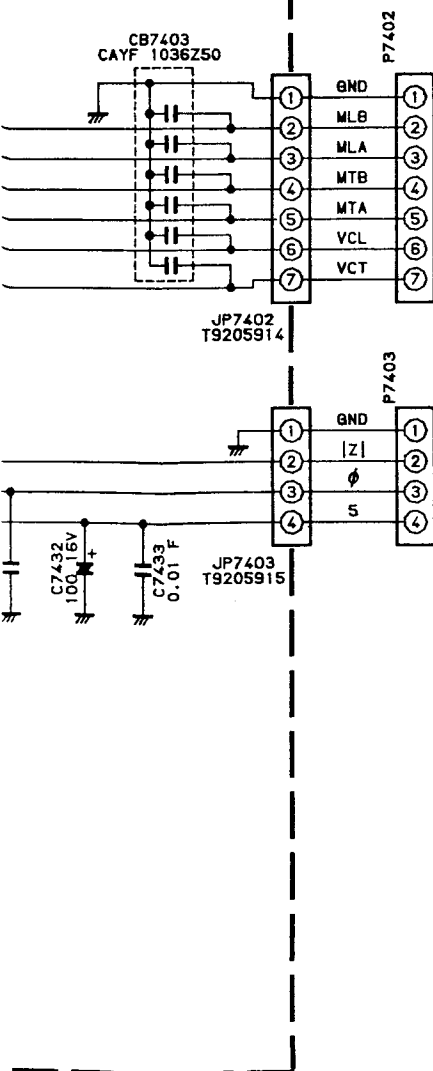 CB7403
CAYF 1036Z50
P7402
1 GND 1
2 MLB 2
3 MLA 3
4 MTB 4
5 MTA 5
6 VCL 6
7 VCT 7
JP7402
T9205914
P7403
1 GND 1
2 |Z| 2
3 ϕ 3
4 5 4
JP7403
T9205915
C7432
100 16V
+
C7433
0.01 F